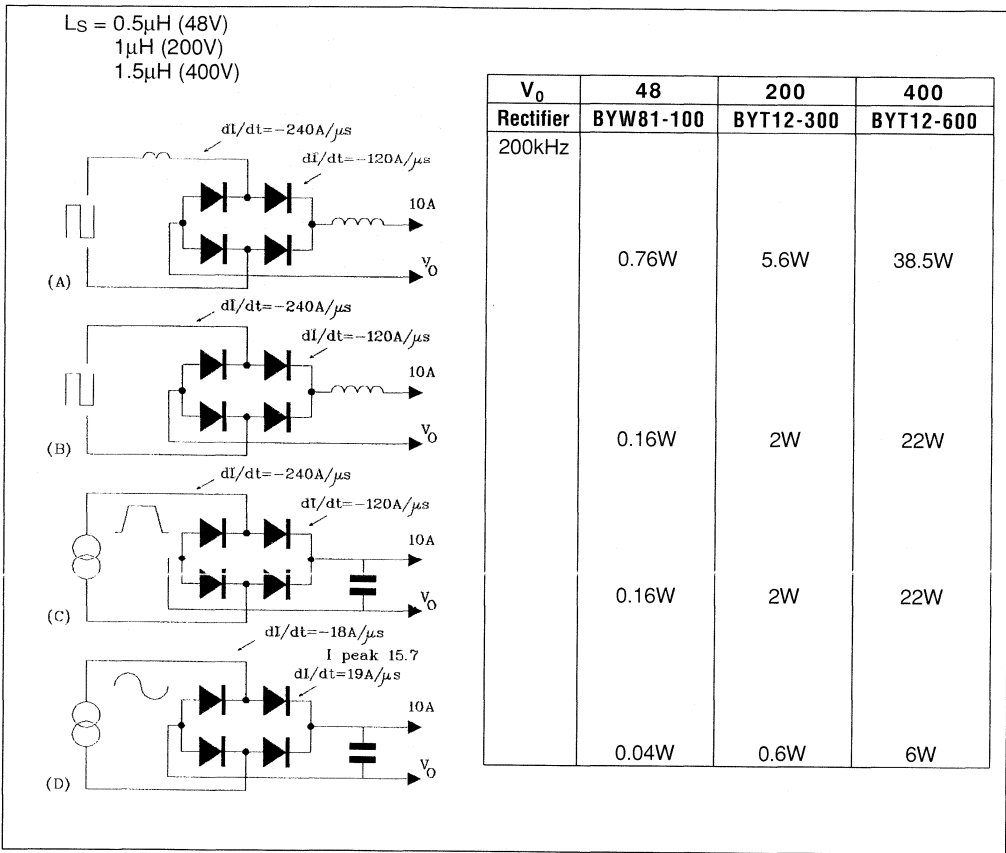 LS = 0.5µH (48V)
1µH (200V)
1.5µH (400V)
V0 48 200 400
Rectifier BYW81-100 BYT12-300 BYT12-600
200kHz
dI/dt=-240A/µs
dI/dt=-120A/µs
10A
VO
(A)
0.76W 5.6W 38.5W
dI/dt=-240A/µs
dI/dt=-120A/µs
10A
VO
(B)
0.16W 2W 22W
dI/dt=-240A/µs
dI/dt=-120A/µs
10A
VO
(C)
0.16W 2W 22W
dI/dt=-18A/µs
I peak 15.7
dI/dt=19A/µs
10A
VO
(D)
0.04W 0.6W 6W